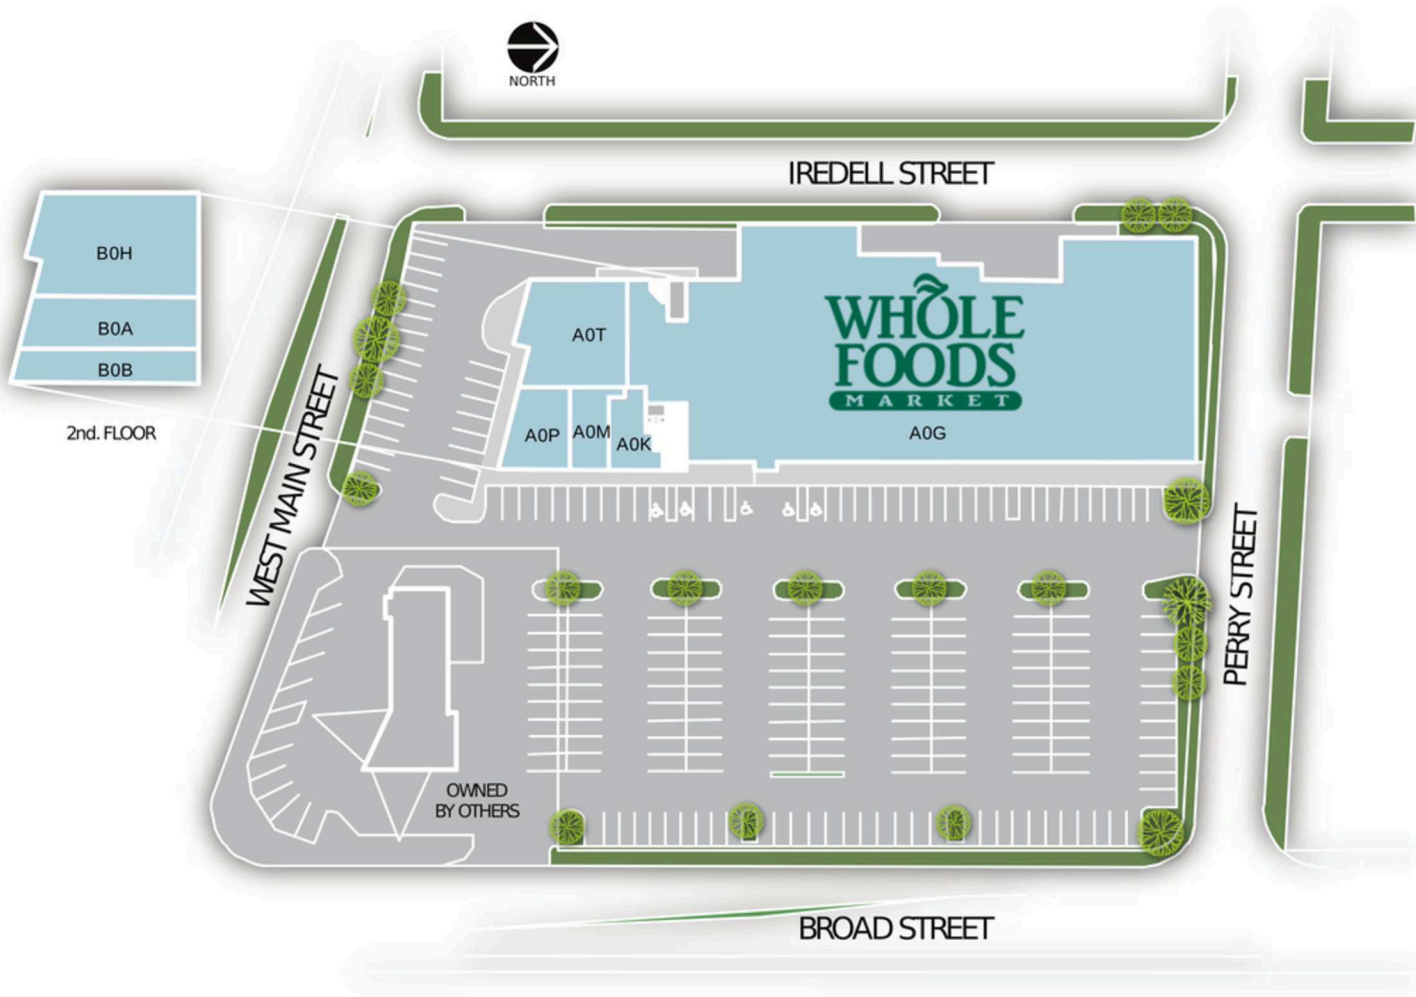 NORTH
IREDELL STREET
B0H
B0A
B0B
2nd. FLOOR
WEST MAIN STREET
A0T
A0P
A0M
A0K
WHOLE
FOODS
MARKET
A0G
PERRY STREET
OWNED
BY OTHERS
BROAD STREET